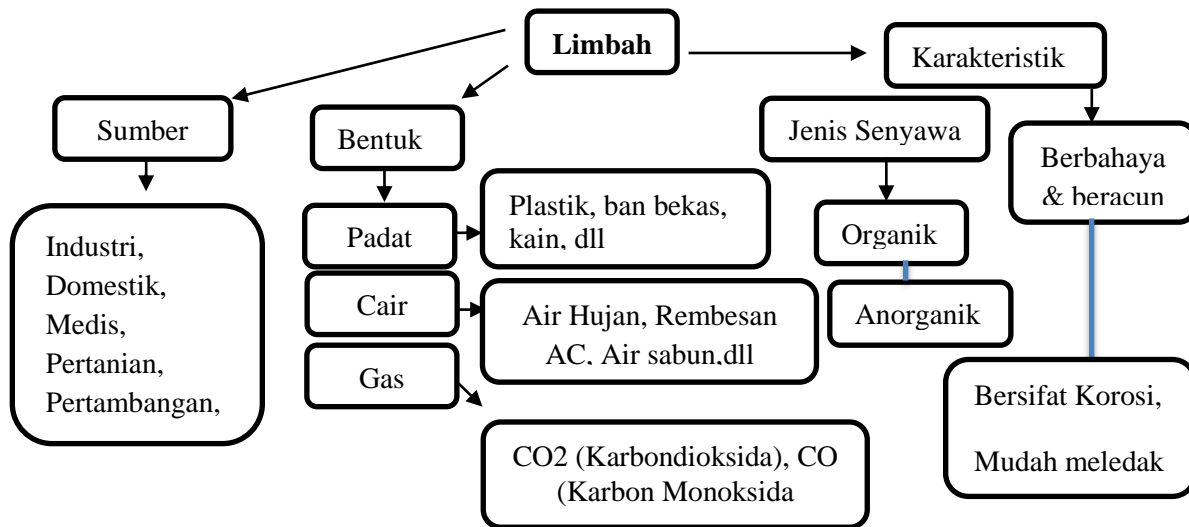 Limbah
Karakteristik
Sumber
Bentuk
Jenis Senyawa
Berbahaya
& beracun
Industri,
Domestik,
Medis,
Pertanian,
Pertambangan,
Padat
Plastik, ban bekas,
kain, dll
Organik
Cair
Air Hujan, Rembesan
AC, Air sabun,dll
Anorganik
Gas
Bersifat Korosi,
Mudah meledak
CO2 (Karbondioksida), CO
(Karbon Monoksida